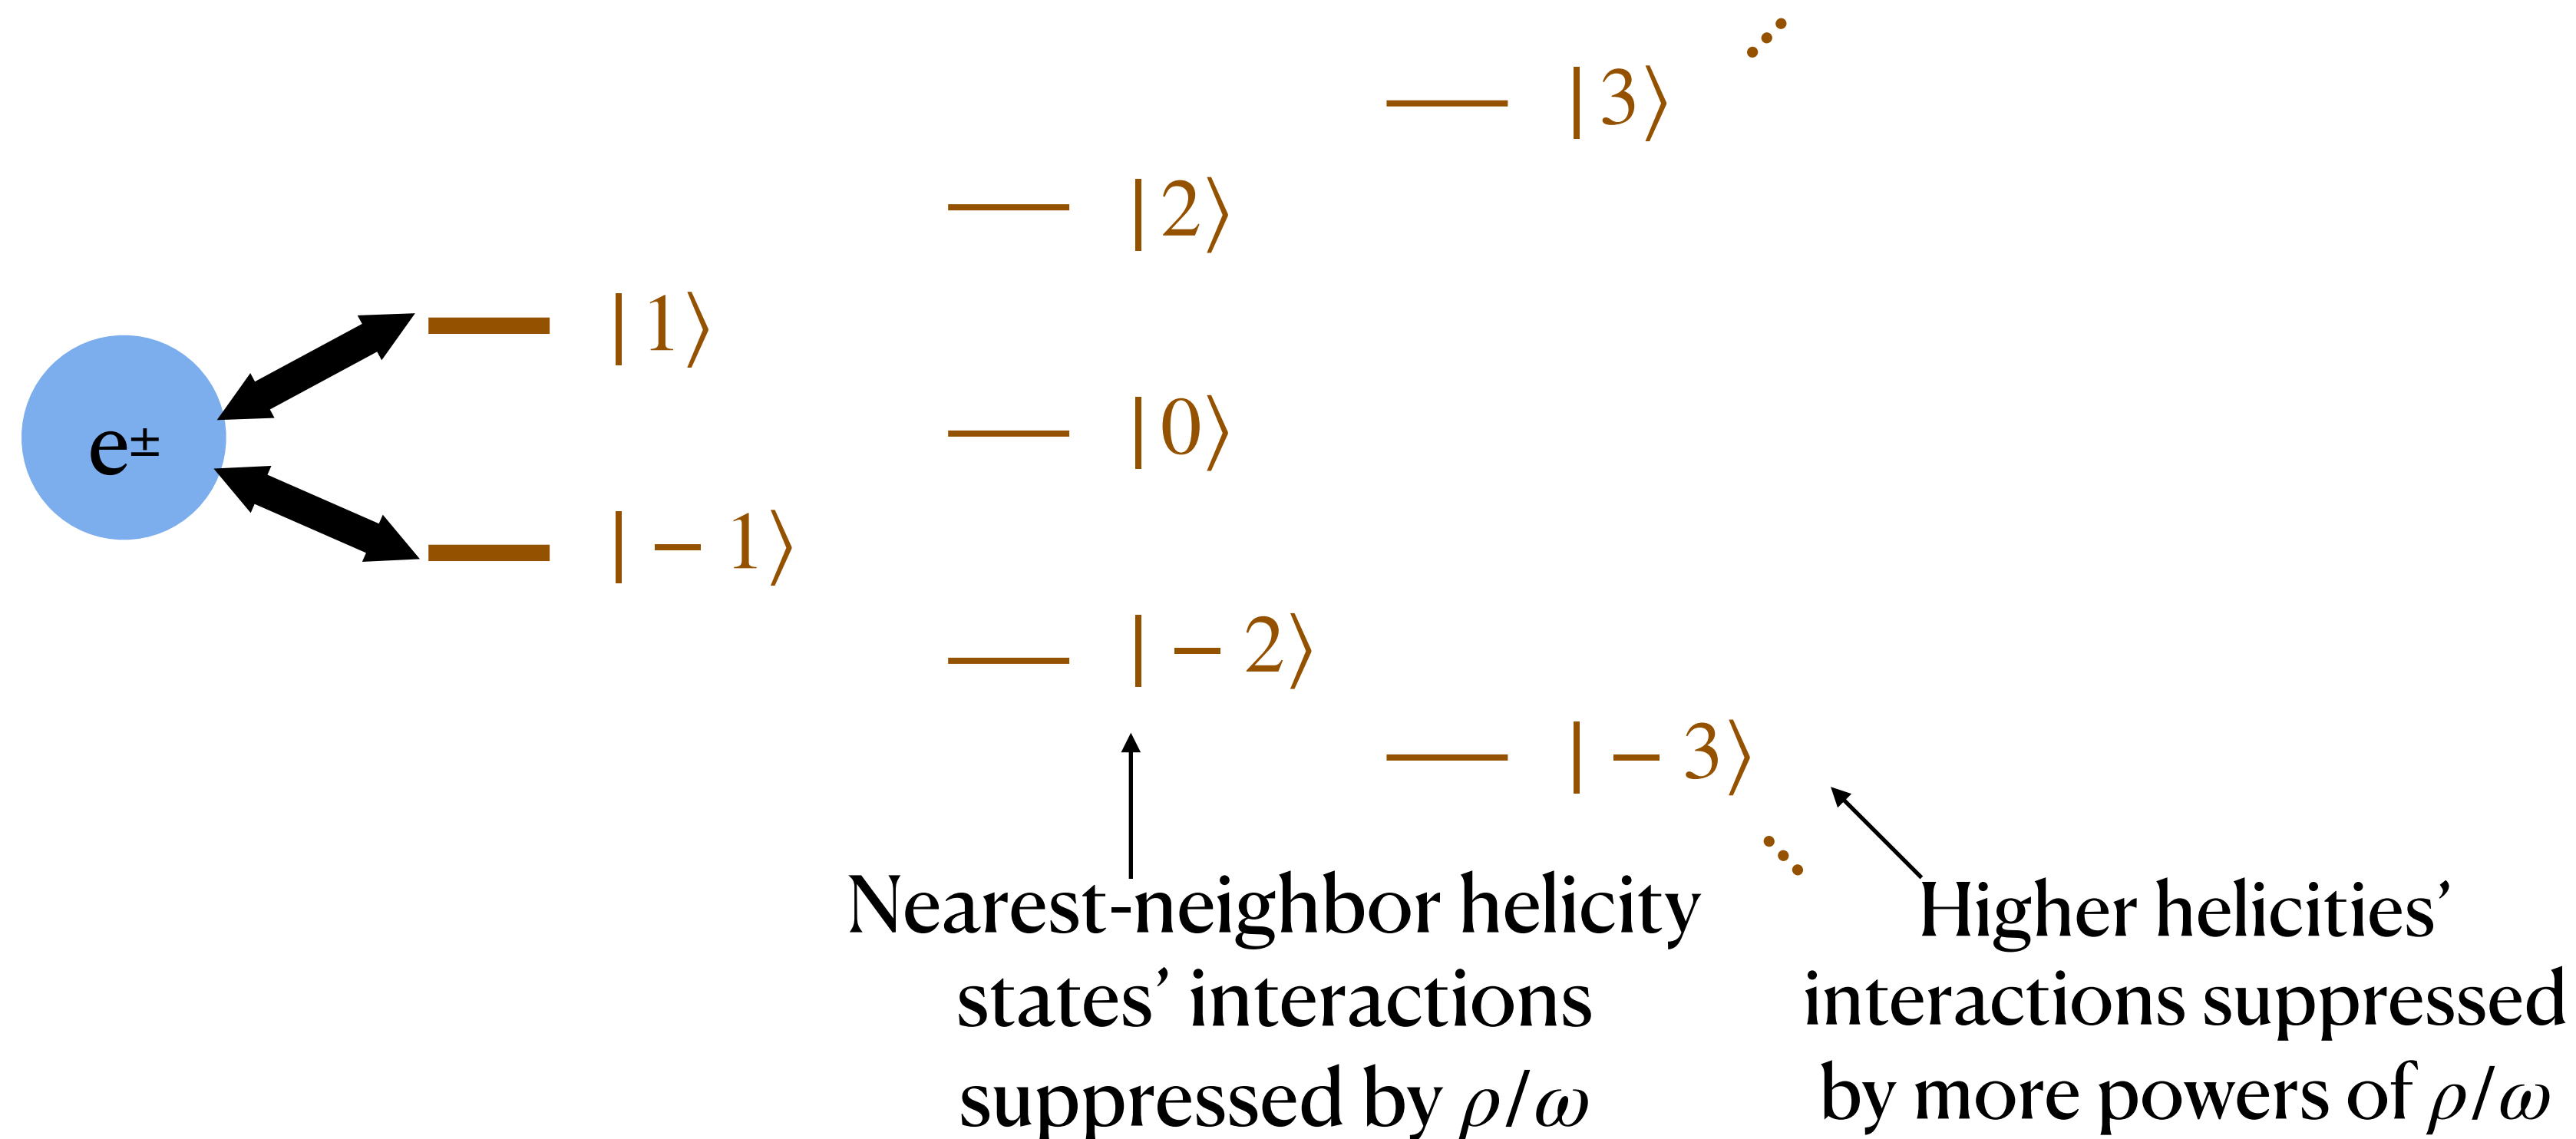 |3⟩
|2⟩
|1⟩
e±
|0⟩
|−1⟩
|−2⟩
|−3⟩
Nearest-neighbor helicity
states’ interactions
suppressed by ρ/ω
Higher helicities’
interactions suppressed
by more powers of ρ/ω